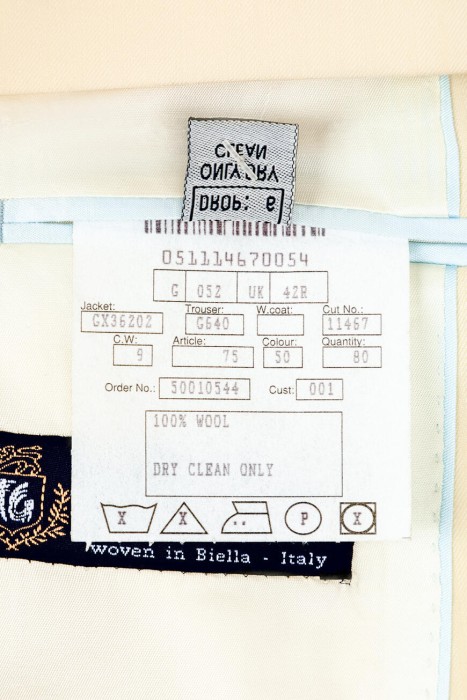 CLEAN
ONLY DRY
DROP: 6
051114670054
G 052 UK 42R
Jacket: Trouser: W.coat: Cut No.:
GX36202 G640 11467
C.W: Article: Colour: Quantity:
9 75 50 80
Order No.: 50010544 Cust: 001
100% WOOL
DRY CLEAN ONLY
X X P X
woven in Biella - Italy